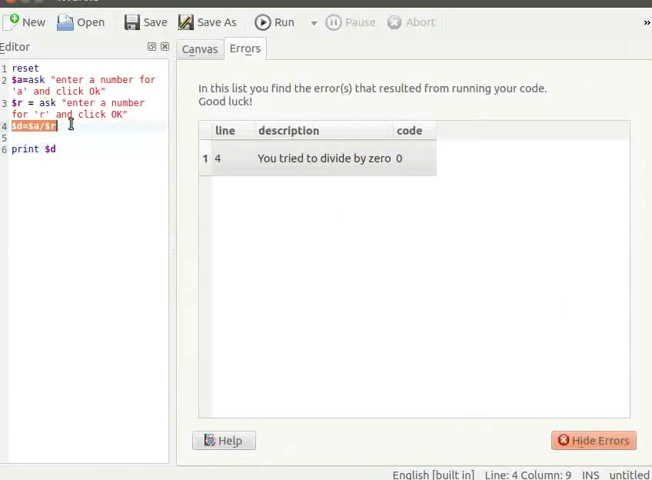 New Open Save Save As Run Pause Abort »
Editor
Canvas Errors
1 reset
2 $a=ask "enter a number for
'a' and click Ok"
3 $r = ask "enter a number
for 'r' and click OK"
4 $d=$a/$r
5
6 print $d
In this list you find the error(s) that resulted from running your code.
Good luck!
line description code
1 4 You tried to divide by zero 0
Help Hide Errors
English [built in] Line: 4 Column: 9 INS untitled